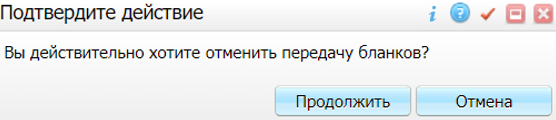 Подтвердите действие
Вы действительно хотите отменить передачу бланков?
Продолжить Отмена